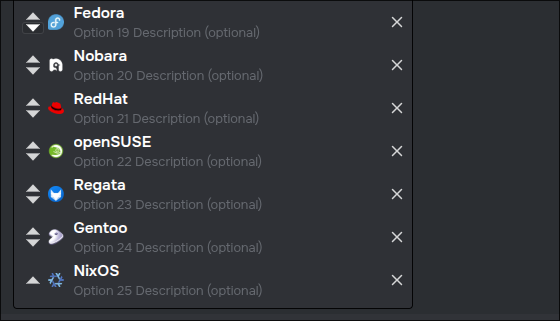 Fedora
Option 19 Description (optional)
Nobara
Option 20 Description (optional)
RedHat
Option 21 Description (optional)
openSUSE
Option 22 Description (optional)
Regata
Option 23 Description (optional)
Gentoo
Option 24 Description (optional)
NixOS
Option 25 Description (optional)